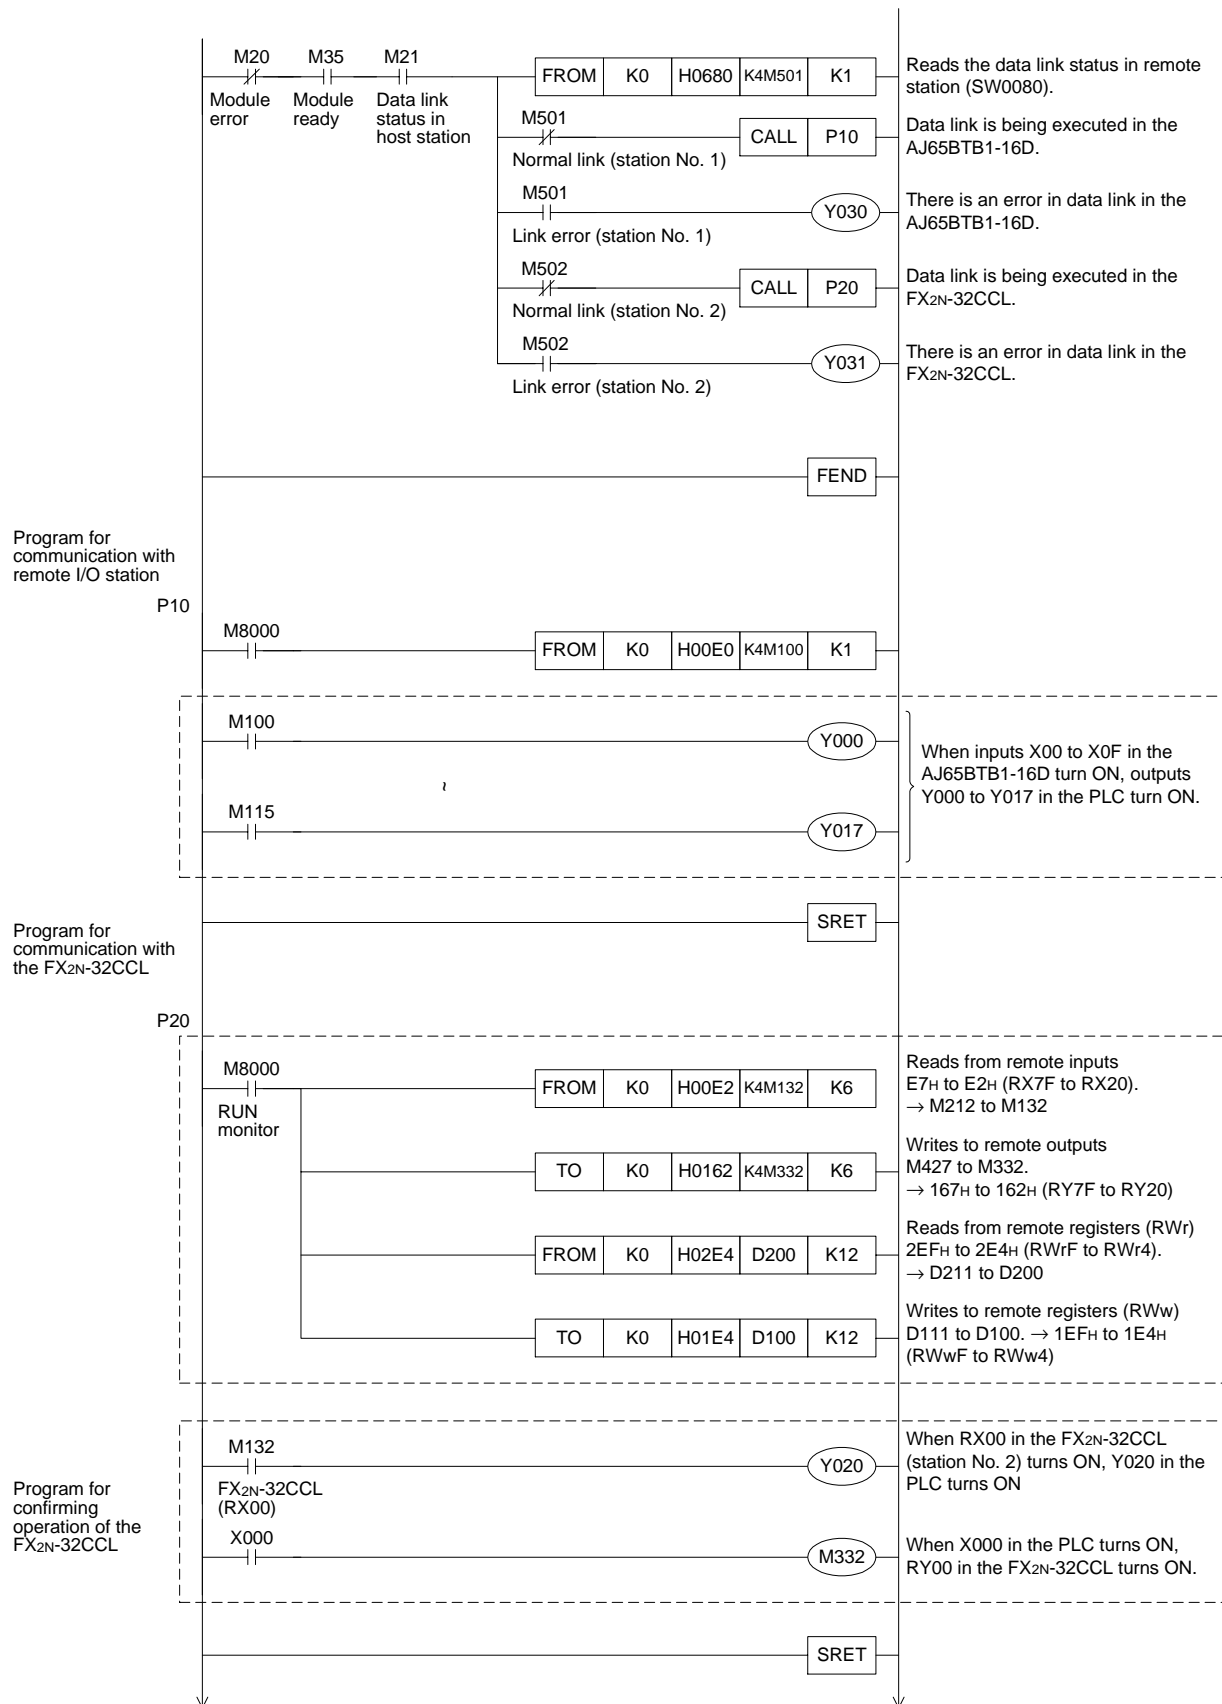 M20 M35 M21
FROM K0 H0680 K4M501 K1
Reads the data link status in remote
station (SW0080).
Module
error
Module
ready
Data link
status in
host station
M501
CALL P10
Normal link (station No. 1)
Data link is being executed in the
AJ65BTB1-16D.
M501
Y030
Link error (station No. 1)
There is an error in data link in the
AJ65BTB1-16D.
M502
CALL P20
Normal link (station No. 2)
Data link is being executed in the
FX2N-32CCL.
M502
Y031
Link error (station No. 2)
There is an error in data link in the
FX2N-32CCL.
FEND
Program for
communication with
remote I/O station
P10
M8000
FROM K0 H00E0 K4M100 K1
M100
Y000
When inputs X00 to X0F in the
AJ65BTB1-16D turn ON, outputs
Y000 to Y017 in the PLC turn ON.
~
M115
Y017
SRET
Program for
communication with
the FX2N-32CCL
P20
M8000
RUN
monitor
FROM K0 H00E2 K4M132 K6
Reads from remote inputs
E7H to E2H (RX7F to RX20).
→ M212 to M132
TO K0 H0162 K4M332 K6
Writes to remote outputs
M427 to M332.
→ 167H to 162H (RY7F to RY20)
FROM K0 H02E4 D200 K12
Reads from remote registers (RWr)
2EFH to 2E4H (RWrF to RWr4).
→ D211 to D200
TO K0 H01E4 D100 K12
Writes to remote registers (RWw)
D111 to D100. → 1EFH to 1E4H
(RWwF to RWw4)
Program for
confirming
operation of the
FX2N-32CCL
M132
FX2N-32CCL
(RX00)
Y020
When RX00 in the FX2N-32CCL
(station No. 2) turns ON, Y020 in the
PLC turns ON
X000
M332
When X000 in the PLC turns ON,
RY00 in the FX2N-32CCL turns ON.
SRET